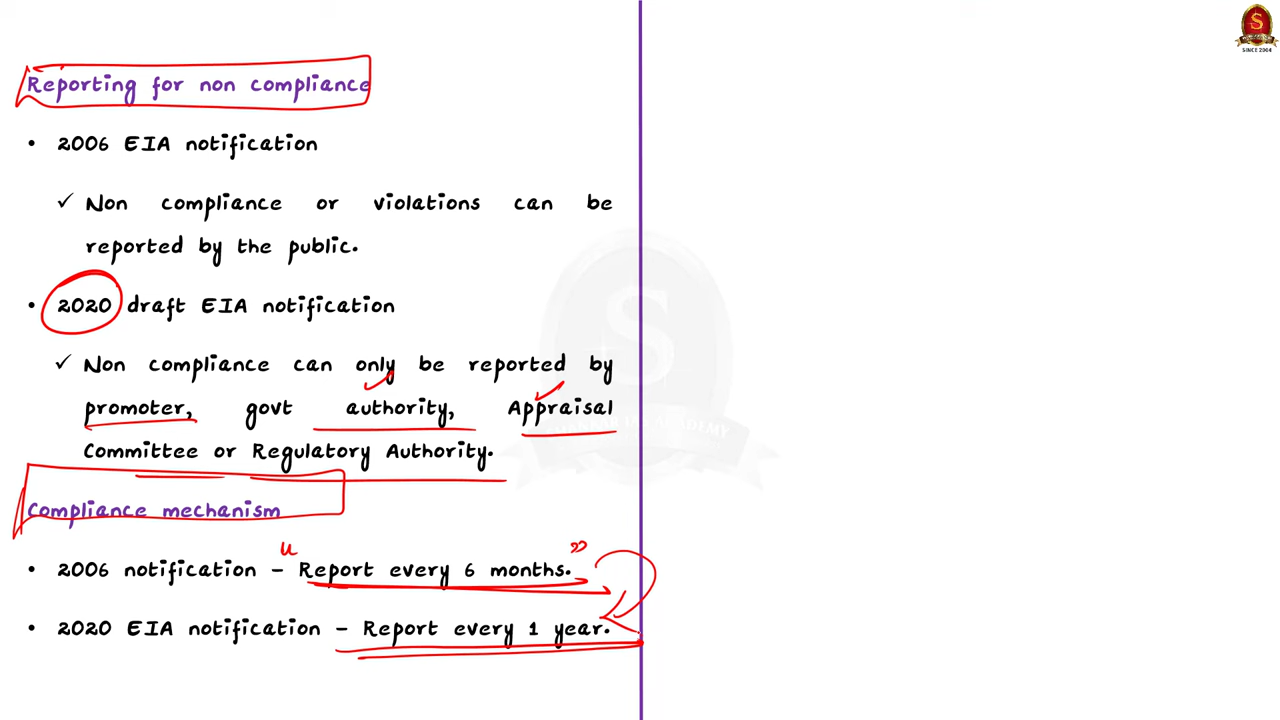 Reporting for non compliance
• 2006 EIA notification
✓ Non compliance or violations can be
reported by the public.
• 2020 draft EIA notification
✓ Non compliance can only be reported by
promoter, govt authority, Appraisal
Committee or Regulatory Authority.
Compliance mechanism
• 2006 notification – "Report every 6 months."
• 2020 EIA notification – Report every 1 year.
S
SINCE 2004
S